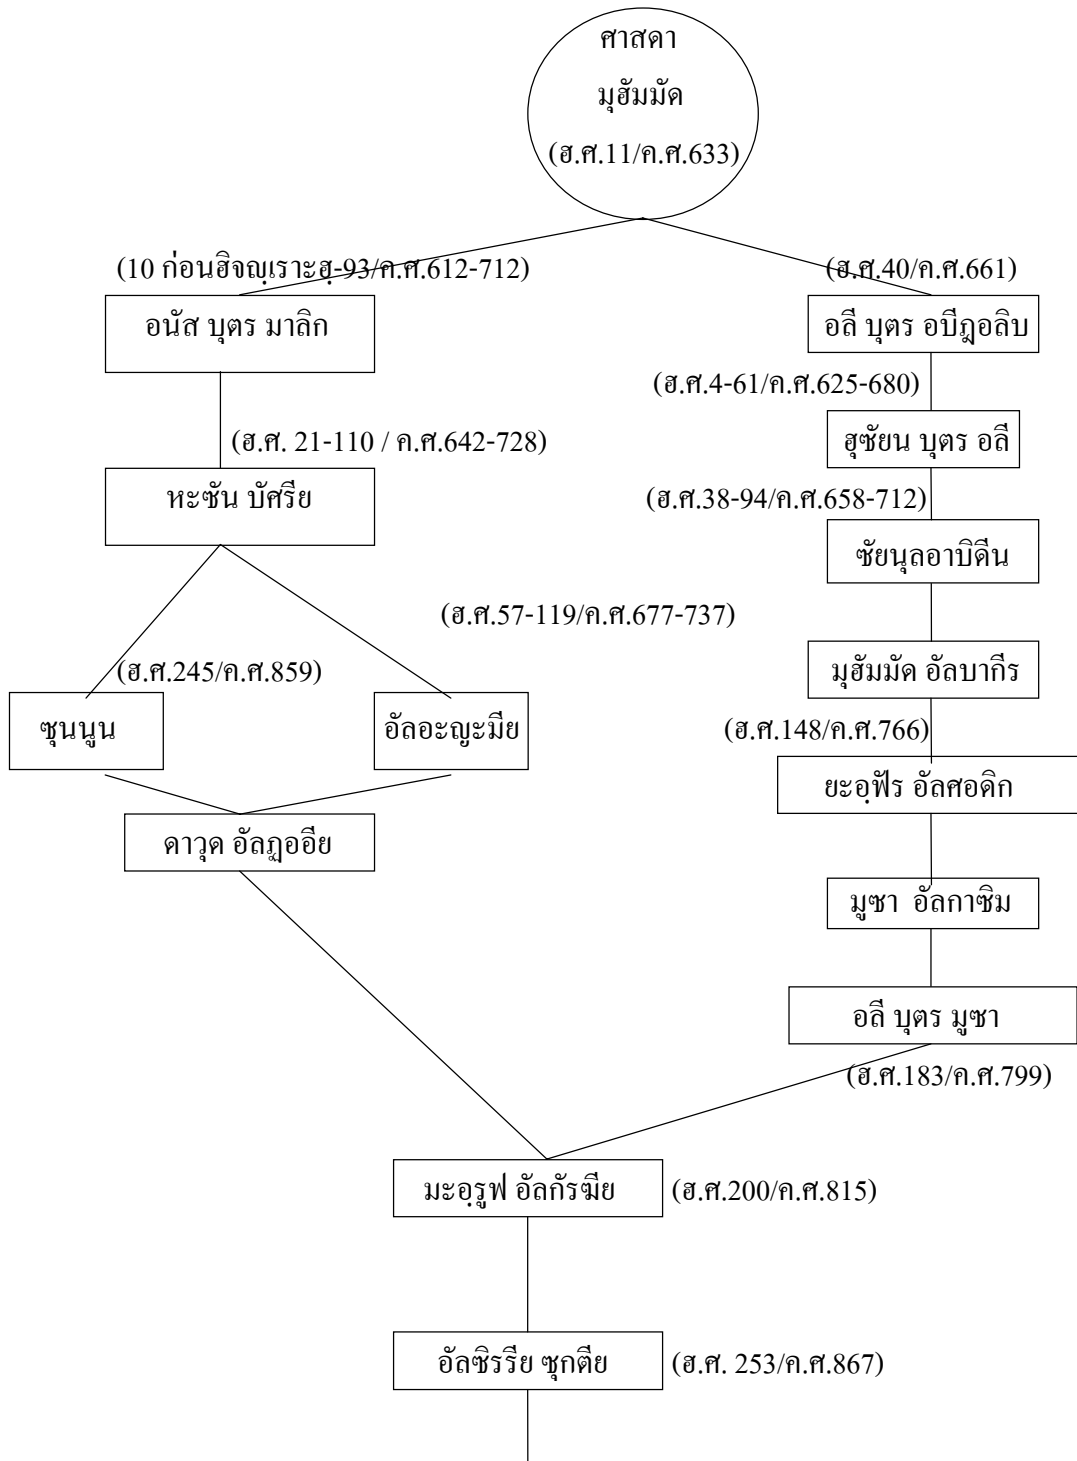 ศาสดา
มุฮัมมัด
(ฮ.ศ.11/ค.ศ.633)
(10 ก่อนฮิจญฺเราะฮฺ-93/ค.ศ.612-712)
(ฮ.ศ.40/ค.ศ.661)
อนัส บุตร มาลิก
อลี บุตร อบีฎอลิบ
(ฮ.ศ.4-61/ค.ศ.625-680)
(ฮ.ศ. 21-110 / ค.ศ.642-728)
ฮุซัยน บุตร อลี
หะซัน บัศรีย
(ฮ.ศ.38-94/ค.ศ.658-712)
ซัยนุลอาบิดีน
(ฮ.ศ.57-119/ค.ศ.677-737)
(ฮ.ศ.245/ค.ศ.859)
มุฮัมมัด อัลบากีร
ซุนนูน
อัลอะญะมีย
(ฮ.ศ.148/ค.ศ.766)
ยะอฺฟัร อัลศอดิก
ดาวุด อัลฏออีย
มูซา อัลกาซิม
อลี บุตร มูซา
(ฮ.ศ.183/ค.ศ.799)
มะอฺรูฟ อัลกัรฆีย
(ฮ.ศ.200/ค.ศ.815)
อัลซิรรีย ซุกตีย
(ฮ.ศ. 253/ค.ศ.867)